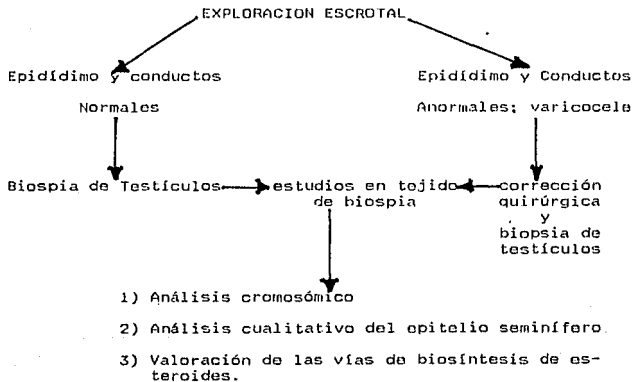 EXPLORACION ESCROTAL
Epidídimo y conductos
Normales
Epidídimo y Conductos
Anormales; varicocele
Biospia de Testículos
estudios en tejido
de biospia
corrección
quirúrgica
y
biopsia de
testículos
1) Análisis cromosómico
2) Análisis cualitativo del epitelio seminífero
3) Valoración de las vías de biosíntesis de es-
teroides.